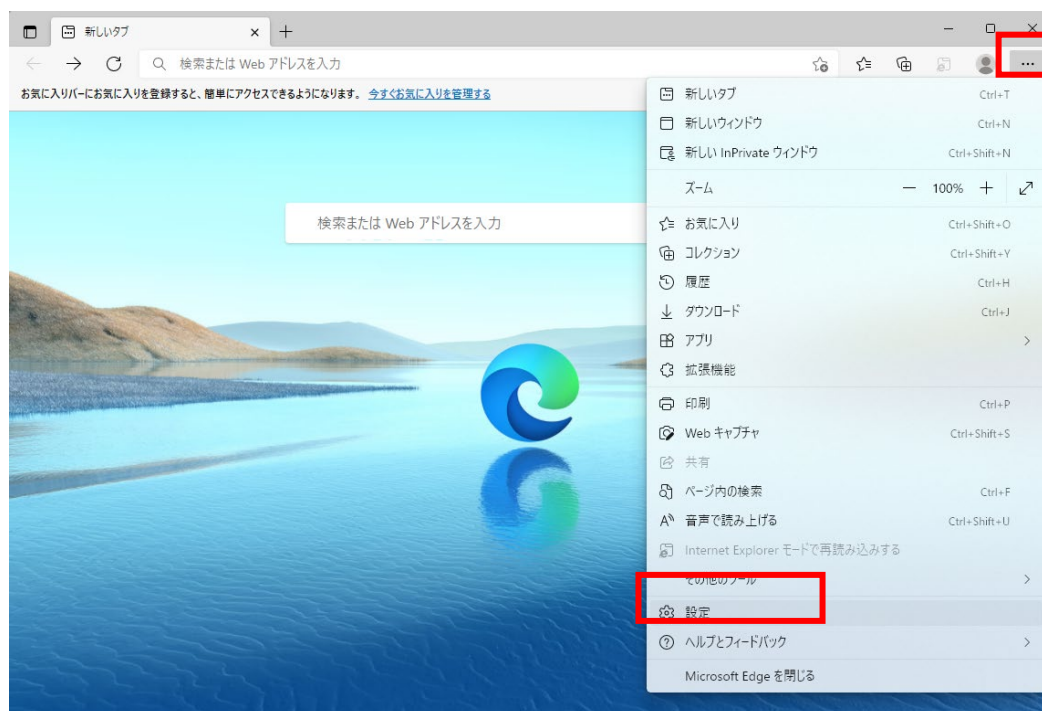 新しいタブ
検索または Web アドレスを入力
お気に入りバーにお気に入りを登録すると、簡単にアクセスできるようになります。 今すぐお気に入りを管理する
検索または Web アドレスを入力
新しいタブ Ctrl+T
新しいウィンドウ Ctrl+N
新しい InPrivate ウィンドウ Ctrl+Shift+N
ズーム 100%
お気に入り Ctrl+Shift+O
コレクション Ctrl+Shift+Y
履歴 Ctrl+H
ダウンロード Ctrl+J
アプリ
拡張機能
印刷 Ctrl+P
Web キャプチャ Ctrl+Shift+S
共有
ページ内の検索 Ctrl+F
音声で読み上げる Ctrl+Shift+U
Internet Explorer モードで再読み込みする
その他のツール
設定
ヘルプとフィードバック
Microsoft Edge を閉じる